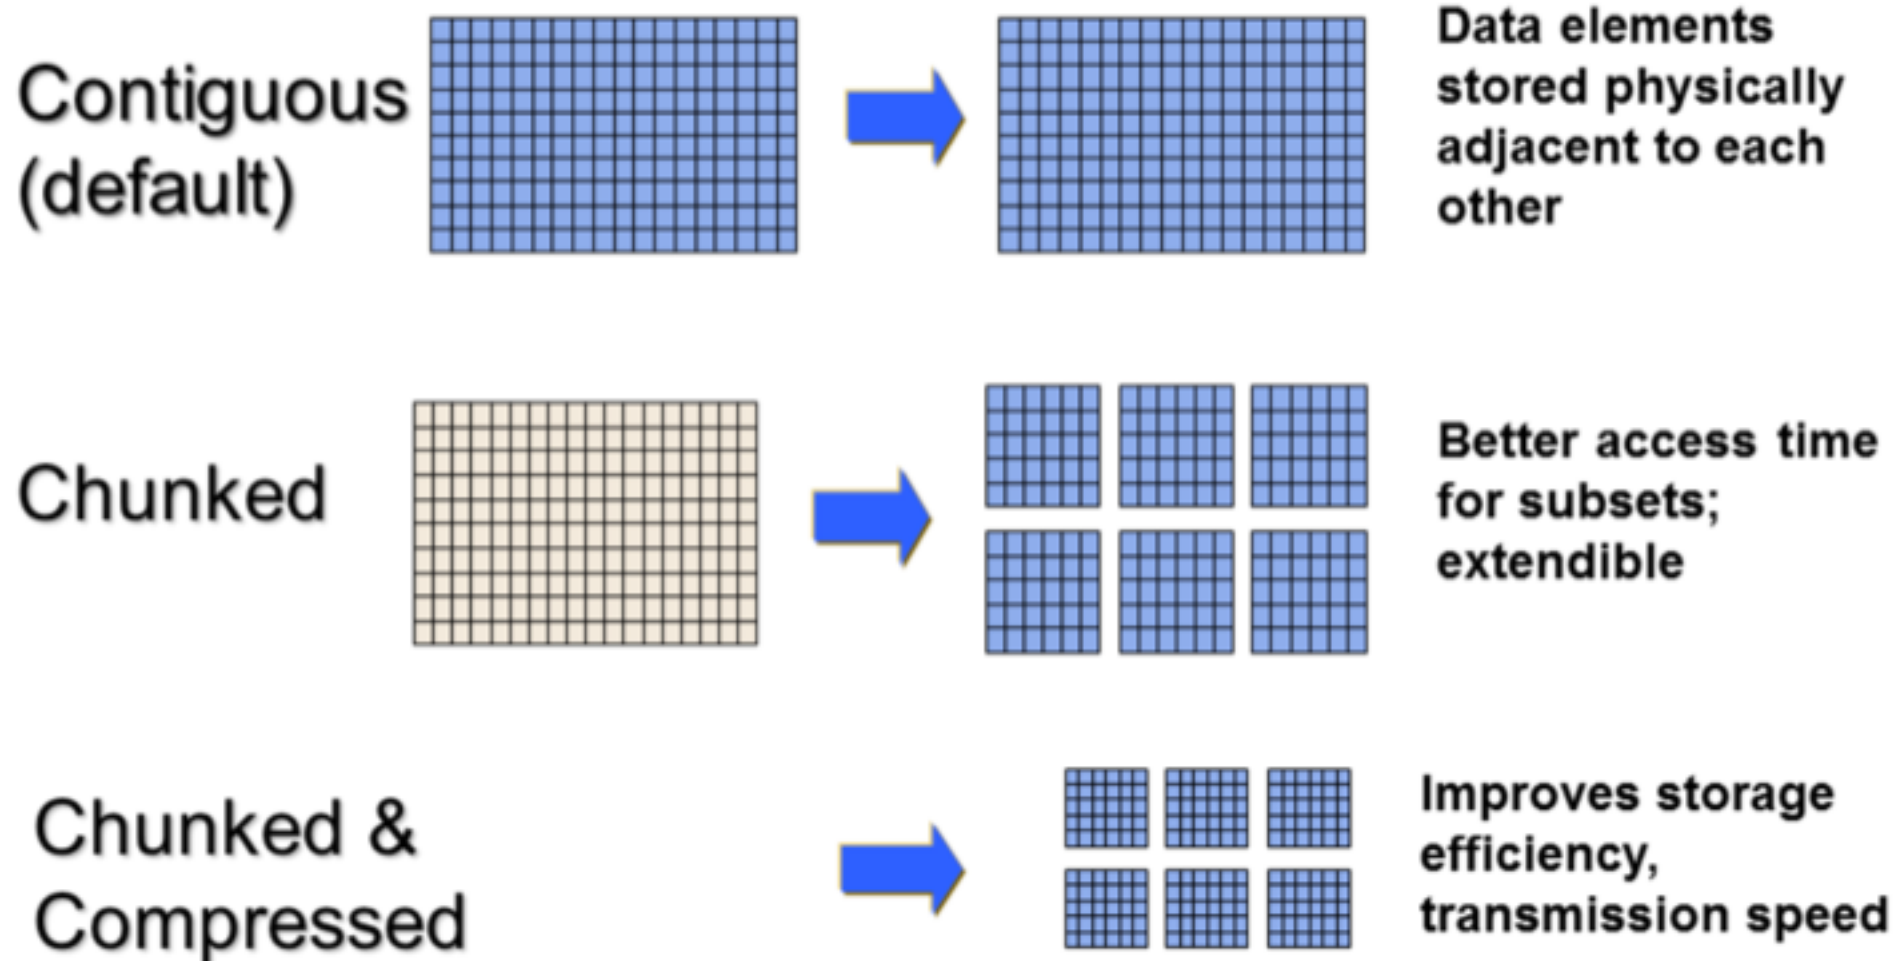 Contiguous
(default)
Data elements
stored physically
adjacent to each
other
Chunked
Better access time
for subsets;
extendible
Chunked &
Compressed
Improves storage
efficiency,
transmission speed